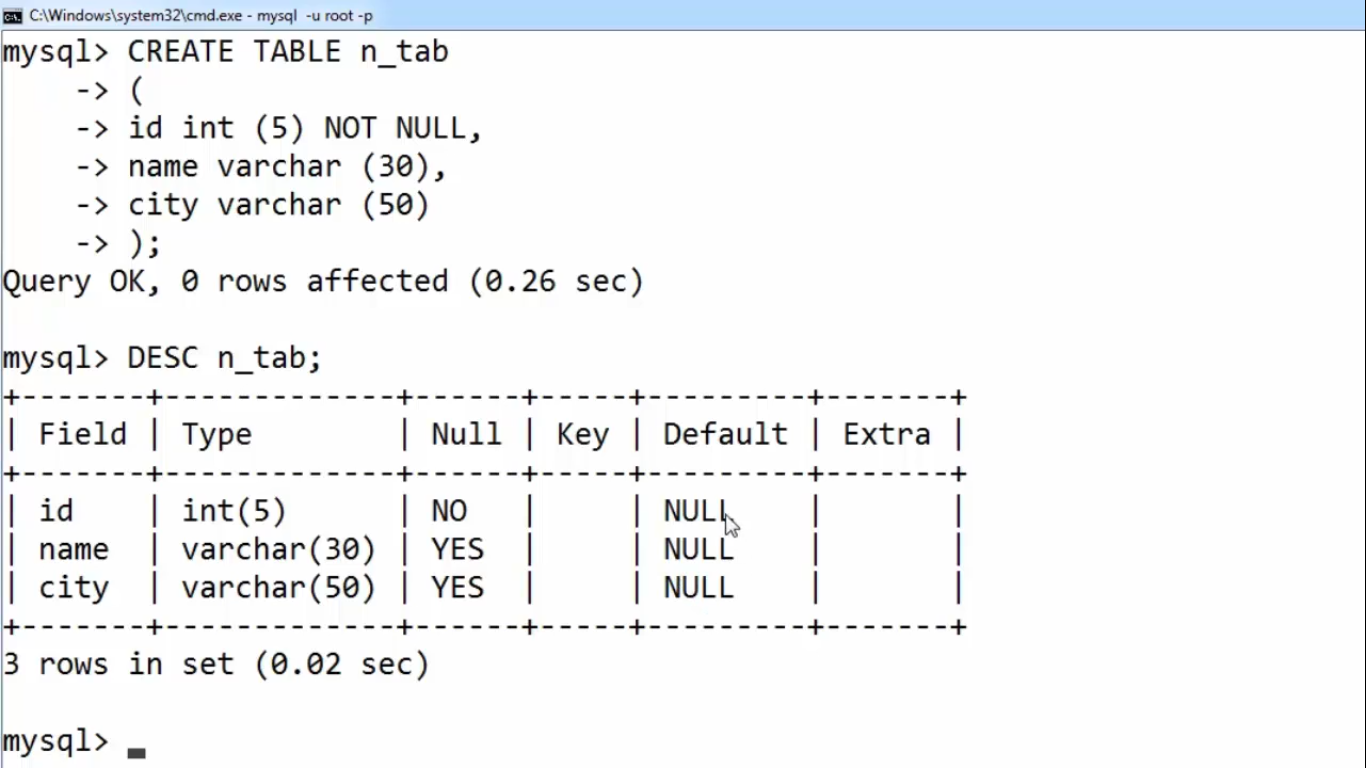 C:\Windows\system32\cmd.exe - mysql  -u root -p
mysql> CREATE TABLE n_tab
    -> (
    -> id int (5) NOT NULL,
    -> name varchar (30),
    -> city varchar (50)
    -> );
Query OK, 0 rows affected (0.26 sec)
mysql> DESC n_tab;
+-------+-------------+------+-----+---------+-------+
| Field | Type        | Null | Key | Default | Extra |
+-------+-------------+------+-----+---------+-------+
| id    | int(5)      | NO   |     | NULL    |       |
| name  | varchar(30) | YES  |     | NULL    |       |
| city  | varchar(50) | YES  |     | NULL    |       |
+-------+-------------+------+-----+---------+-------+
3 rows in set (0.02 sec)
mysql>